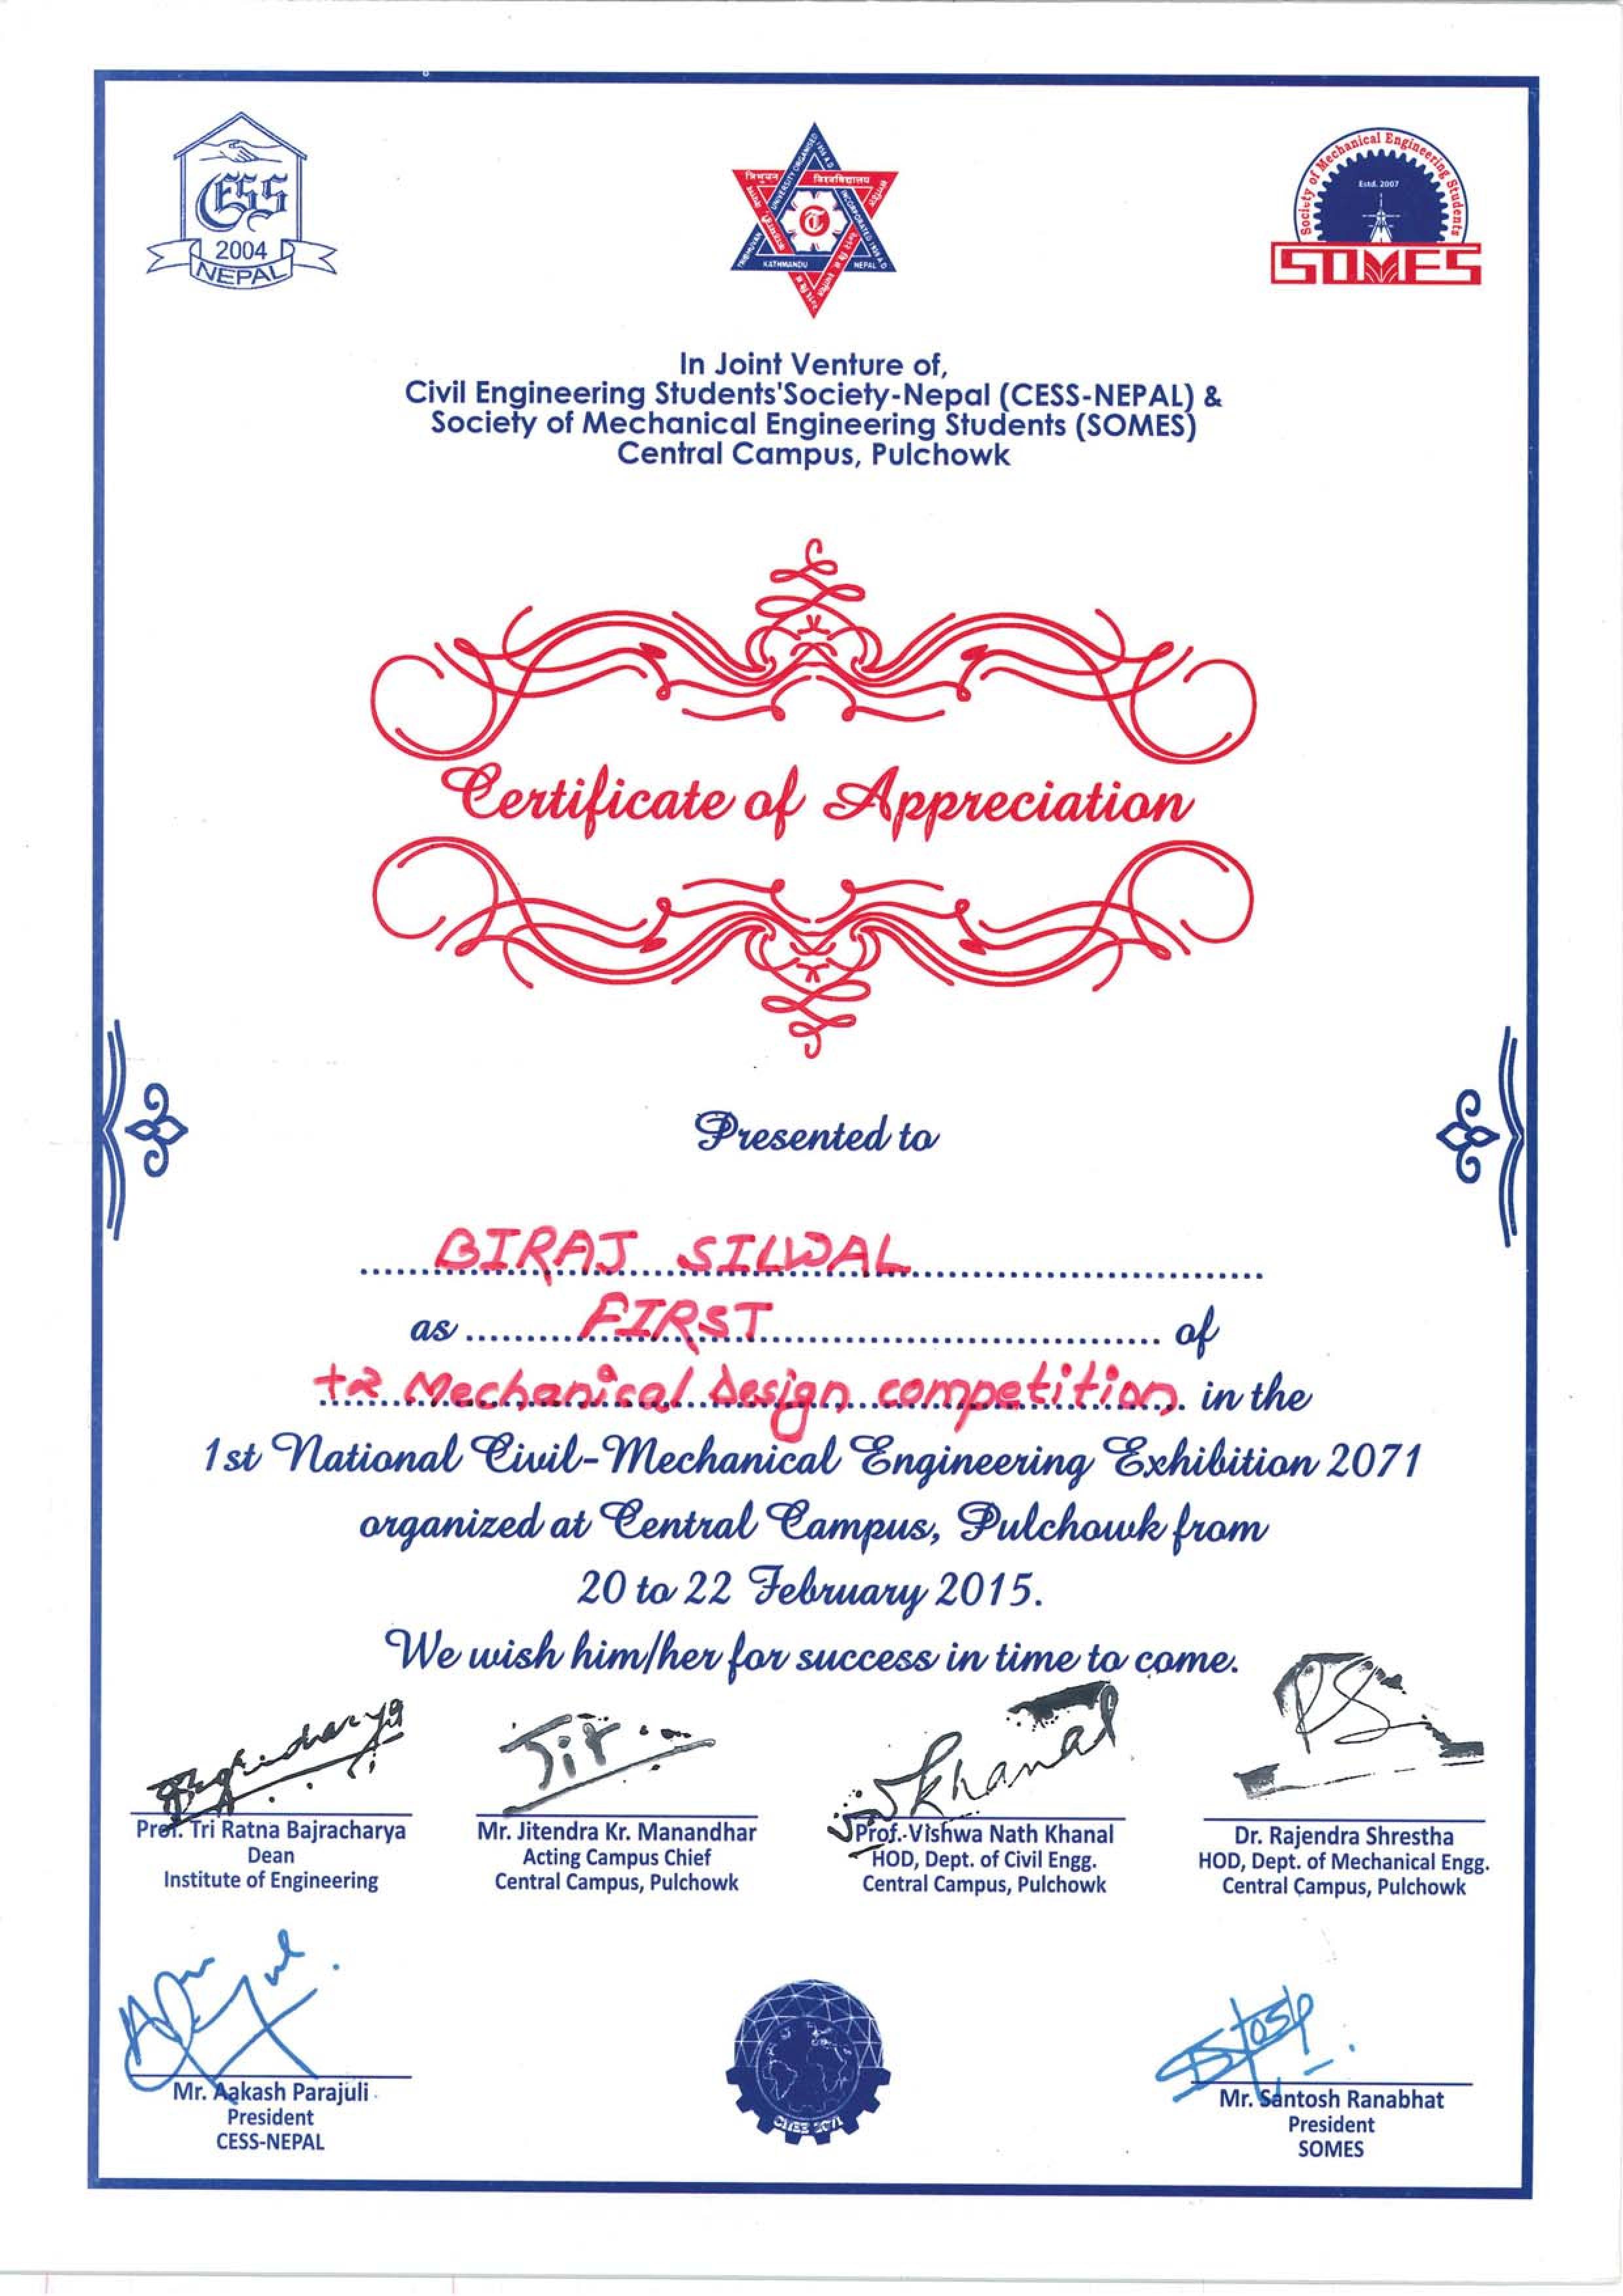 CESS
2004
NEPAL
त्रिभुवन विश्वविद्यालय
TRIBHUVAN UNIVERSITY ORGANISED 1956 A.D
INCORPORATED 1959 A.D
KATHMANDU NEPAL
Society of Mechanical Engineering Students
Estd. 2007
SOMES
In Joint Venture of,
Civil Engineering Students'Society-Nepal (CESS-NEPAL) &
Society of Mechanical Engineering Students (SOMES)
Central Campus, Pulchowk
Certificate of Appreciation
Presented to
BIRAJ SILWAL
as FIRST of
Mechanical Design competition in the
1st National Civil-Mechanical Engineering Exhibition 2071
organized at Central Campus, Pulchowk from
20 to 22 February 2015.
We wish him/her for success in time to come.
Prof. Tri Ratna Bajracharya
Dean
Institute of Engineering
Mr. Jitendra Kr. Manandhar
Acting Campus Chief
Central Campus, Pulchowk
Prof. Vishwa Nath Khanal
HOD, Dept. of Civil Engg.
Central Campus, Pulchowk
Dr. Rajendra Shrestha
HOD, Dept. of Mechanical Engg.
Central Campus, Pulchowk
Mr. Aakash Parajuli
President
CESS-NEPAL
Mr. Santosh Ranabhat
President
SOMES